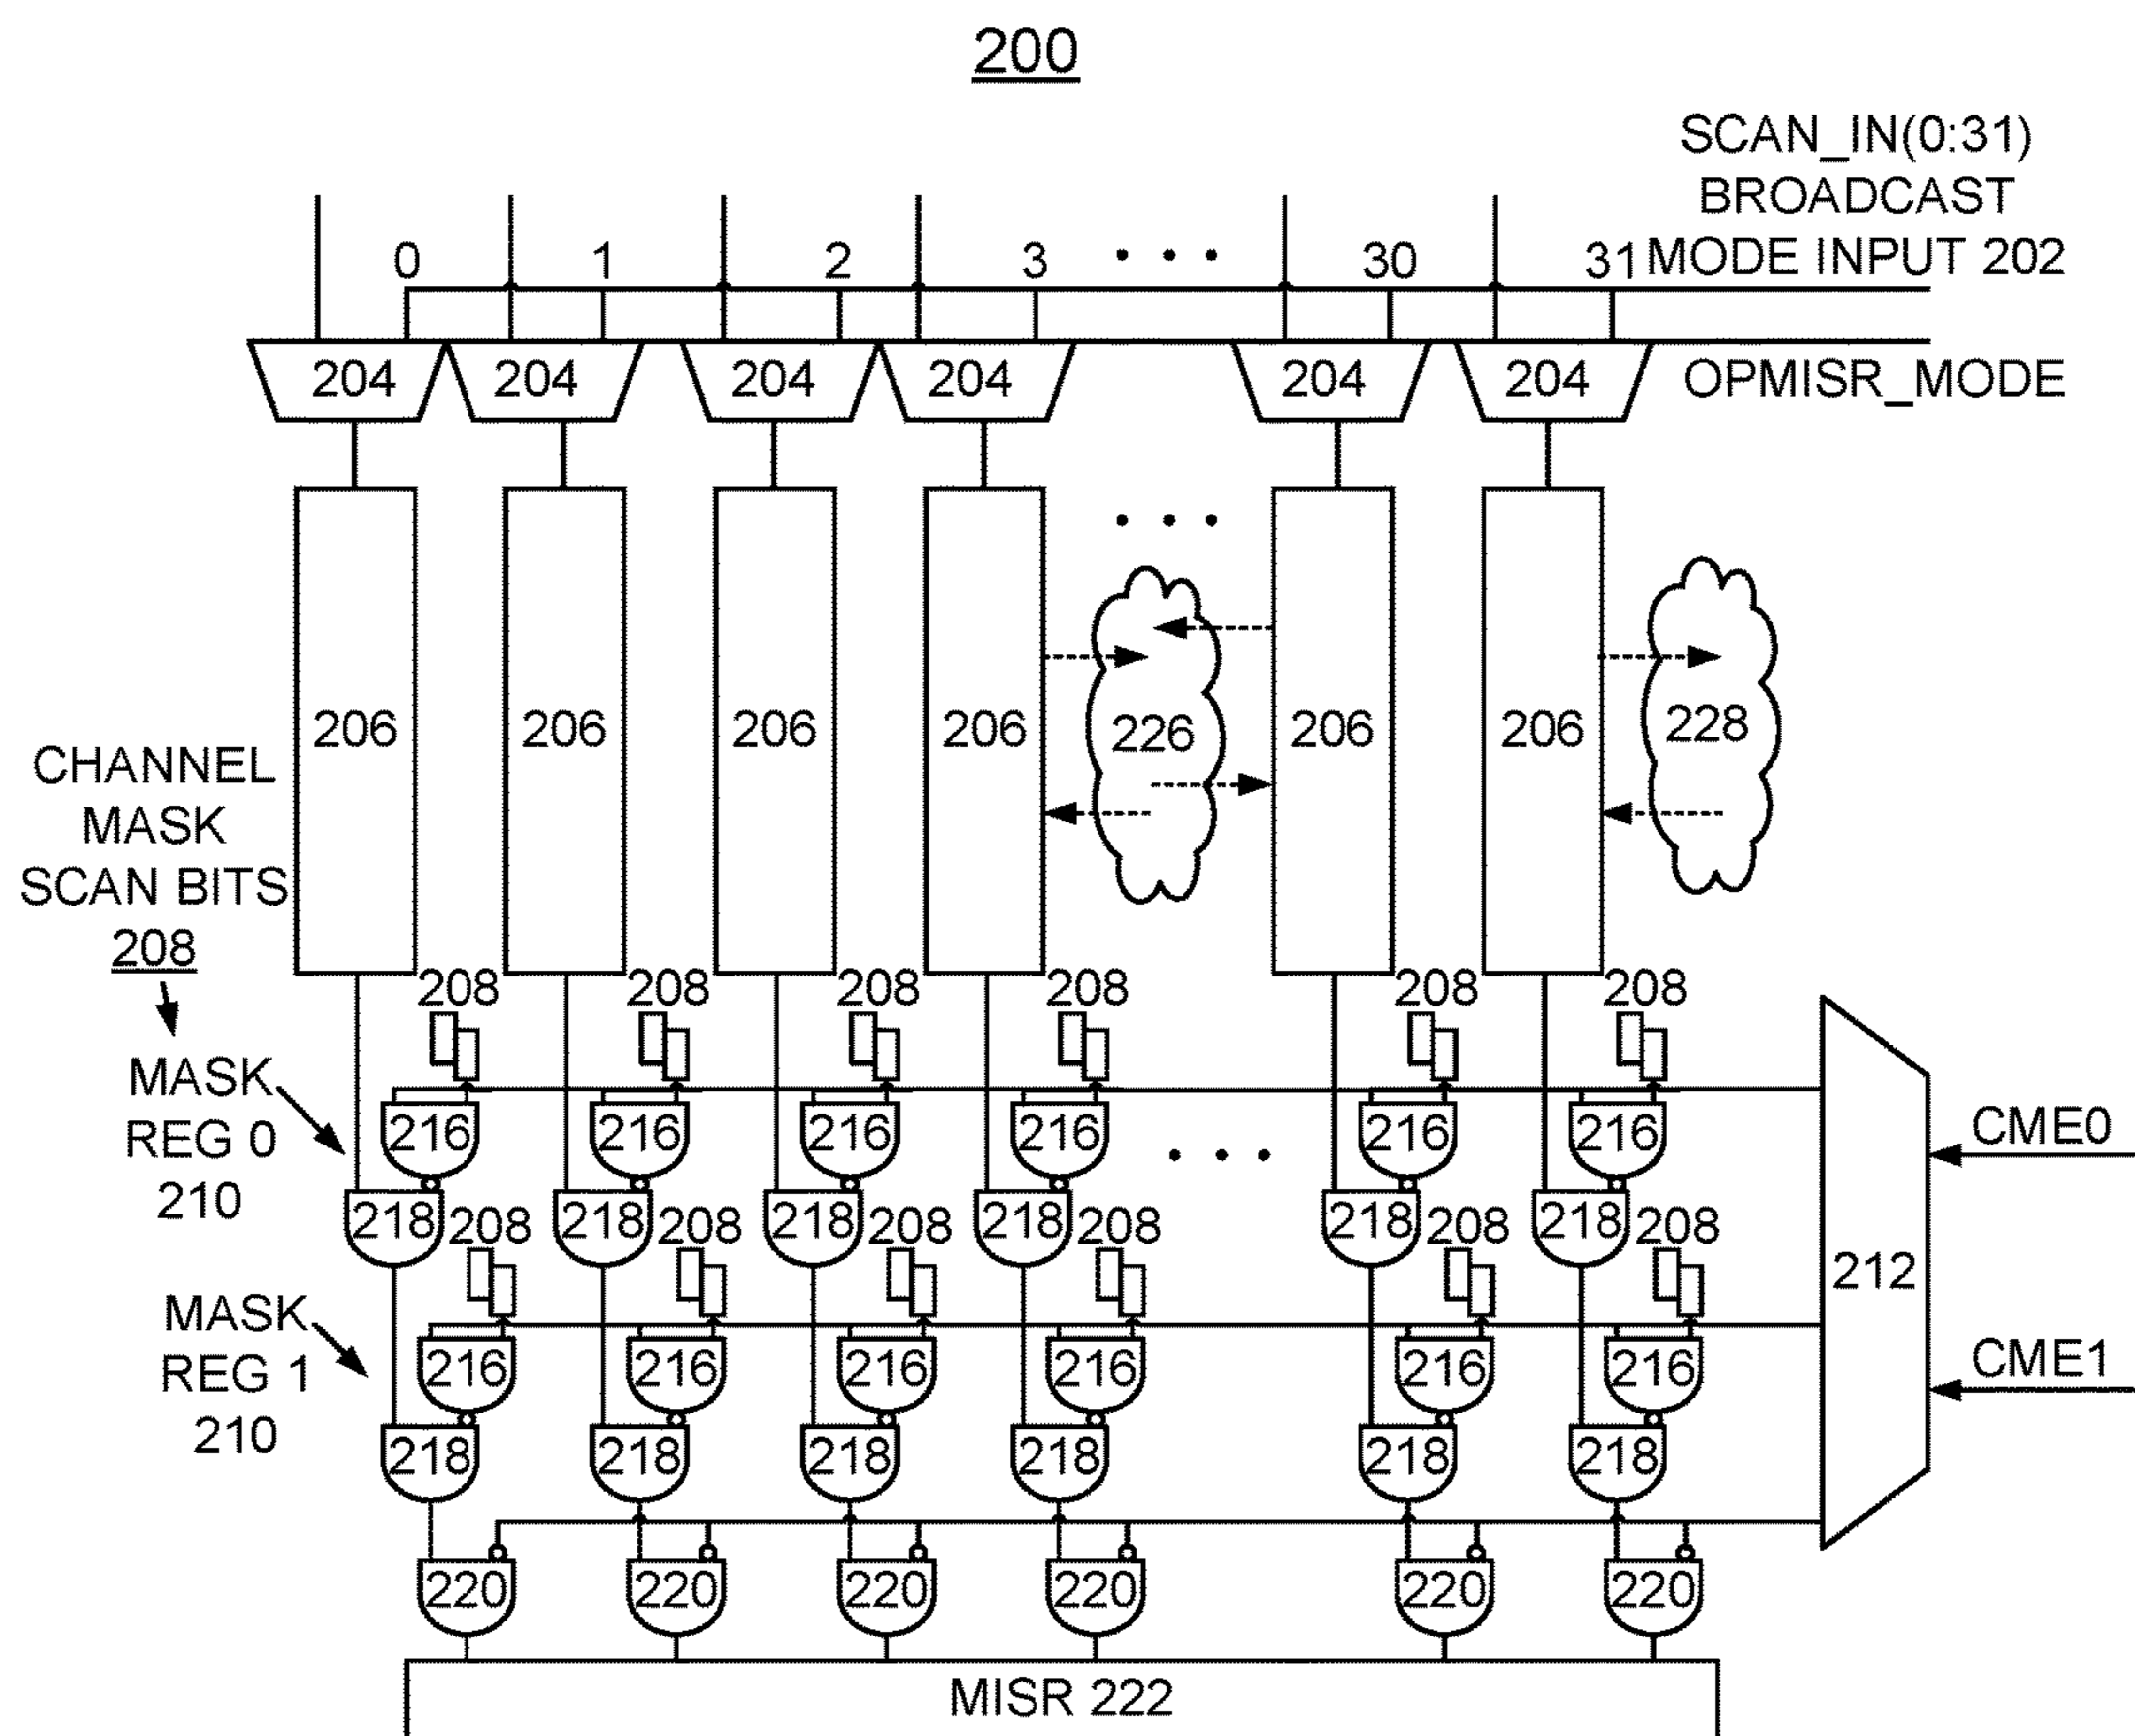 200
SCAN_IN(0:31)
BROADCAST
MODE INPUT 202
0 1 2 3 30 31
204 204 204 204 204 204
OPMISR_MODE
206 206 206 206 226 206 206 228
CHANNEL
MASK
SCAN BITS
208
208 208 208 208 208 208
MASK
REG 0
210
216 216 216 216 216 216
CME0
218 218 218 218 218 218
208 208 208 208 208 208
212
MASK
REG 1
210
216 216 216 216 216 216
CME1
218 218 218 218 218 218
220 220 220 220 220 220
MISR 222